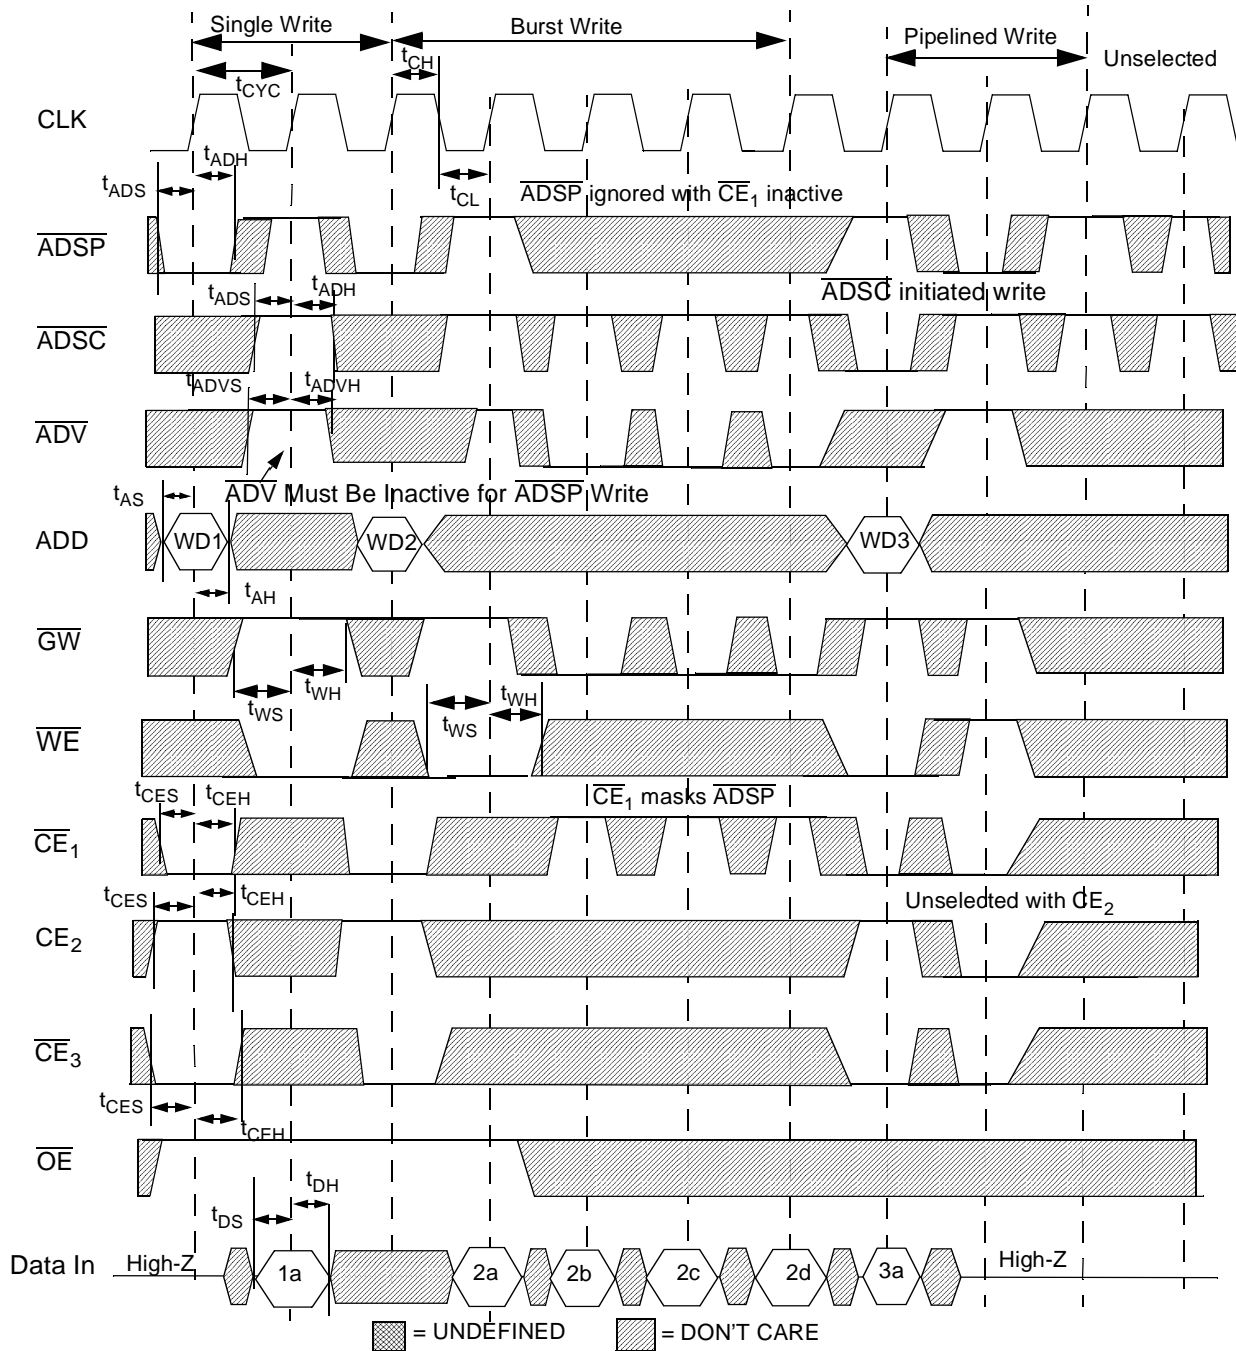 Single Write
Burst Write
Pipelined Write
Unselected
tCH
tCYC
CLK
tADH
tADS
tCL
ADSP ignored with CE1 inactive
ADSP
tADS
tADH
ADSC initiated write
ADSC
tADVS
tADVH
ADV
ADV Must Be Inactive for ADSP Write
tAS
ADD
WD1
WD2
WD3
tAH
GW
tWH
tWS
tWH
tWS
WE
CE1 masks ADSP
tCES
tCEH
CE1
tCES
tCEH
Unselected with CE2
CE2
CE3
tCES
tCEH
OE
tDH
tDS
Data In
High-Z
1a
2a
2b
2c
2d
3a
High-Z
= UNDEFINED
= DON'T CARE